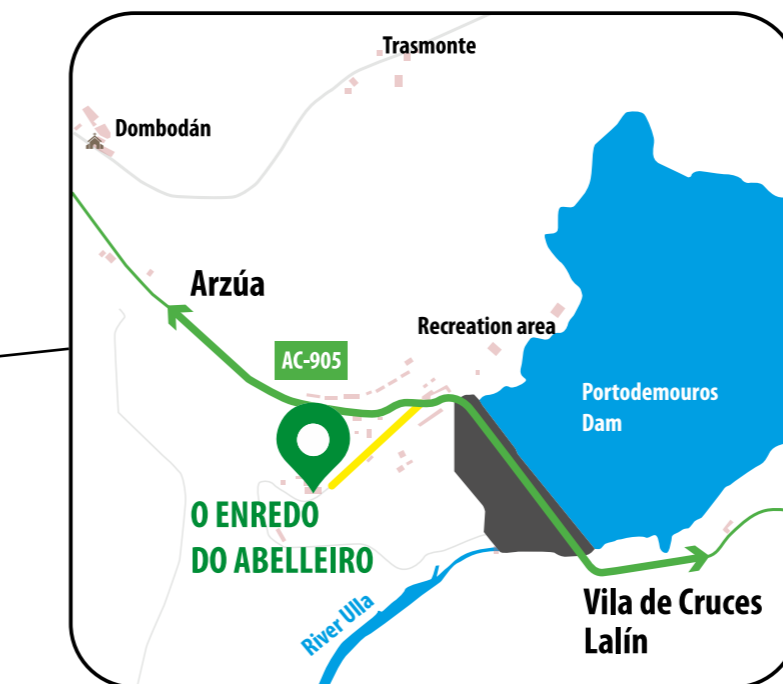 Trasmonte
Dombodán
Arzúa
Recreation area
AC-905
Portodemouros
Dam
O ENREDO
DO ABELLEIRO
River Ulla
Vila de Cruces
Lalín